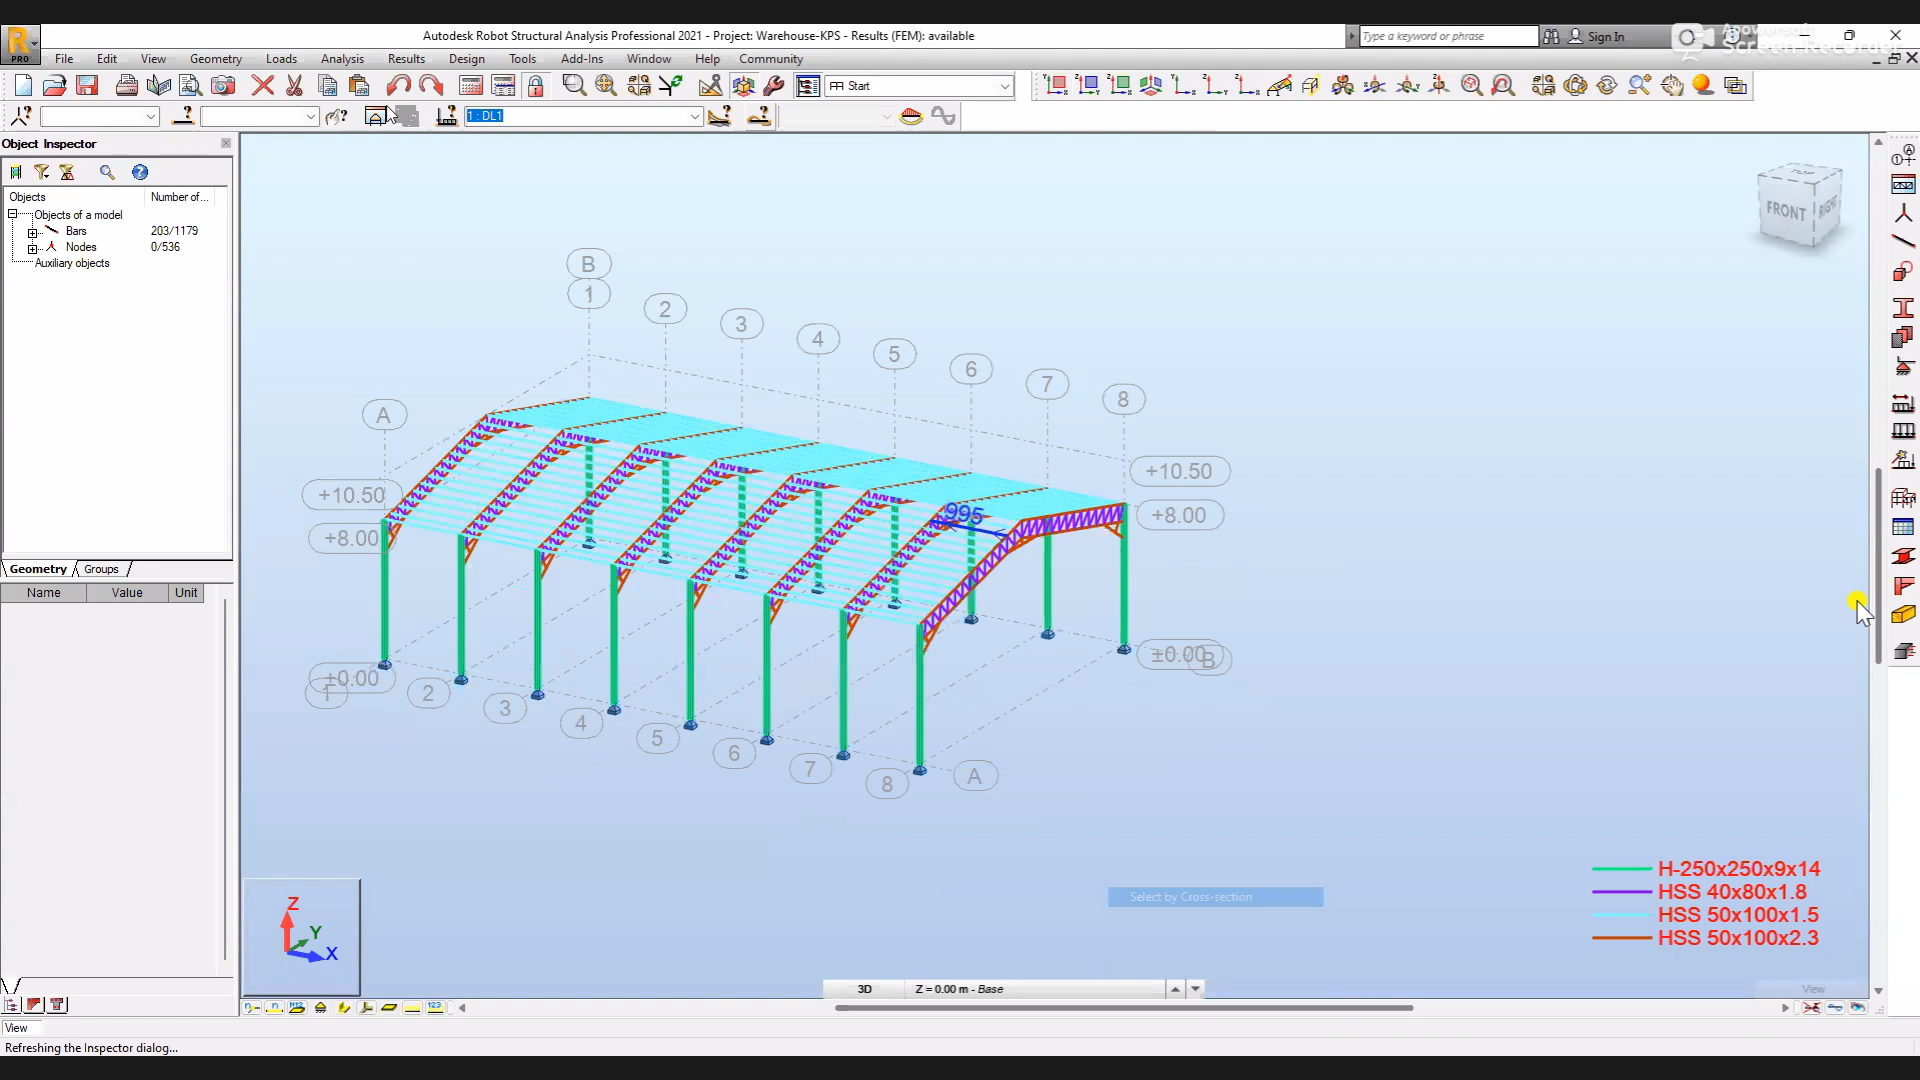 Autodesk Robot Structural Analysis Professional 2021 - Project: Warehouse-KPS - Results (FEM): available
Type a keyword or phrase
Sign In
Screen Recorder
PRO
File Edit View Geometry Loads Analysis Results Design Tools Add-Ins Window Help Community
Start
1 : DL1
Object Inspector
Objects Number of...
Objects of a model
Bars 203/1179
Nodes 0/536
Auxiliary objects
Geometry Groups
Name Value Unit
TOP
FRONT RIGHT
B
1
2
3
4
5
6
7
8
A
+10.50
+8.00
995
+10.50
+8.00
±0.00
B
±0.00
1
2
3
4
5
6
7
8
A
Select by Cross-section
H-250x250x9x14
HSS 40x80x1.8
HSS 50x100x1.5
HSS 50x100x2.3
Z
Y
X
3D Z = 0.00 m - Base
View
View
Refreshing the Inspector dialog...